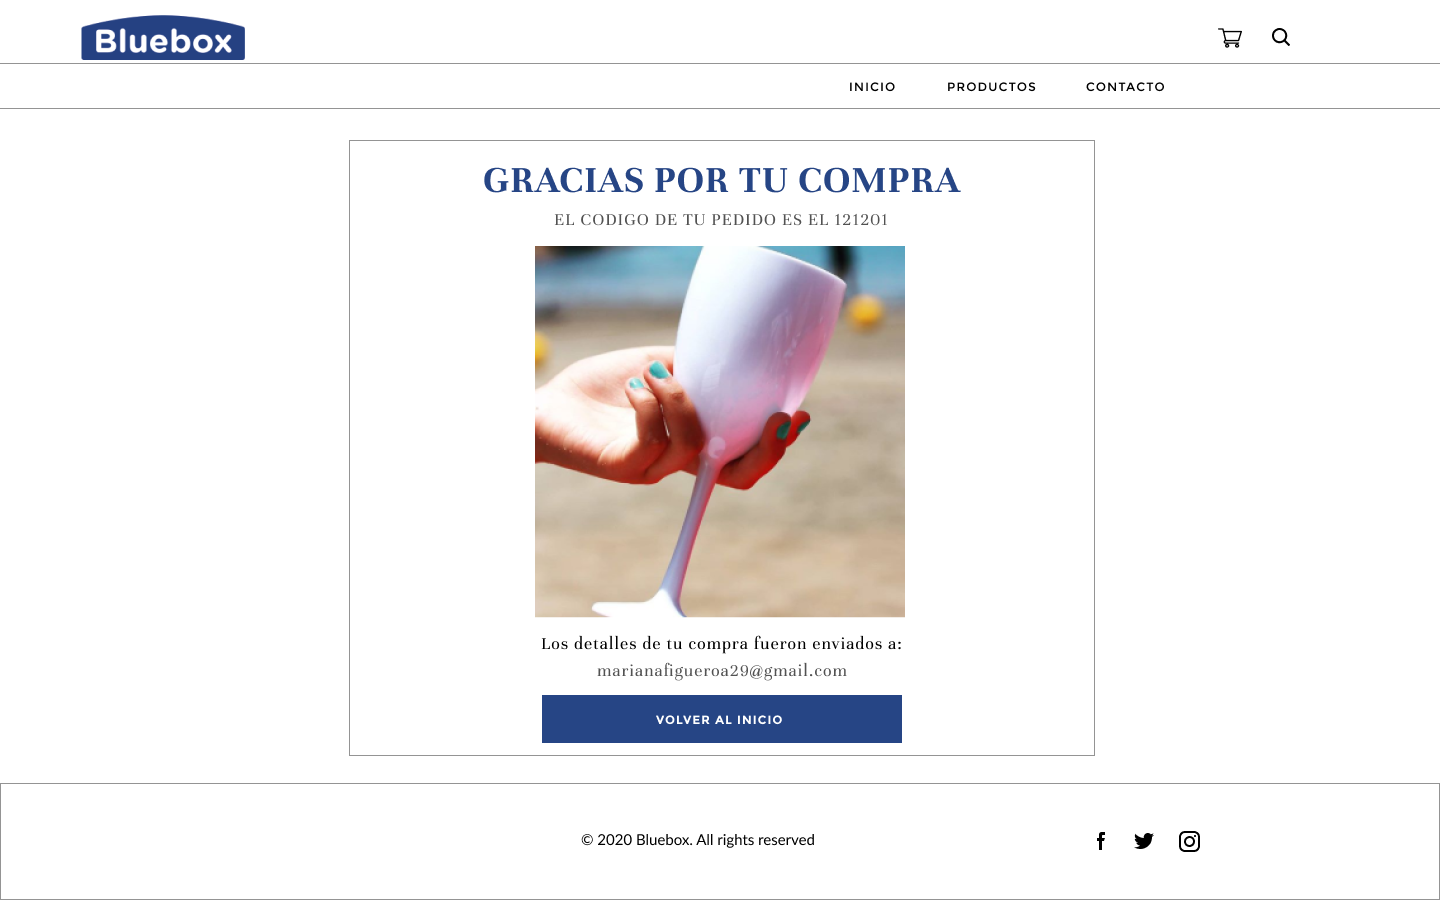 Bluebox
INICIO PRODUCTOS CONTACTO
GRACIAS POR TU COMPRA
EL CODIGO DE TU PEDIDO ES EL 121201
Los detalles de tu compra fueron enviados a:
marianafigueroa29@gmail.com
VOLVER AL INICIO
© 2020 Bluebox. All rights reserved